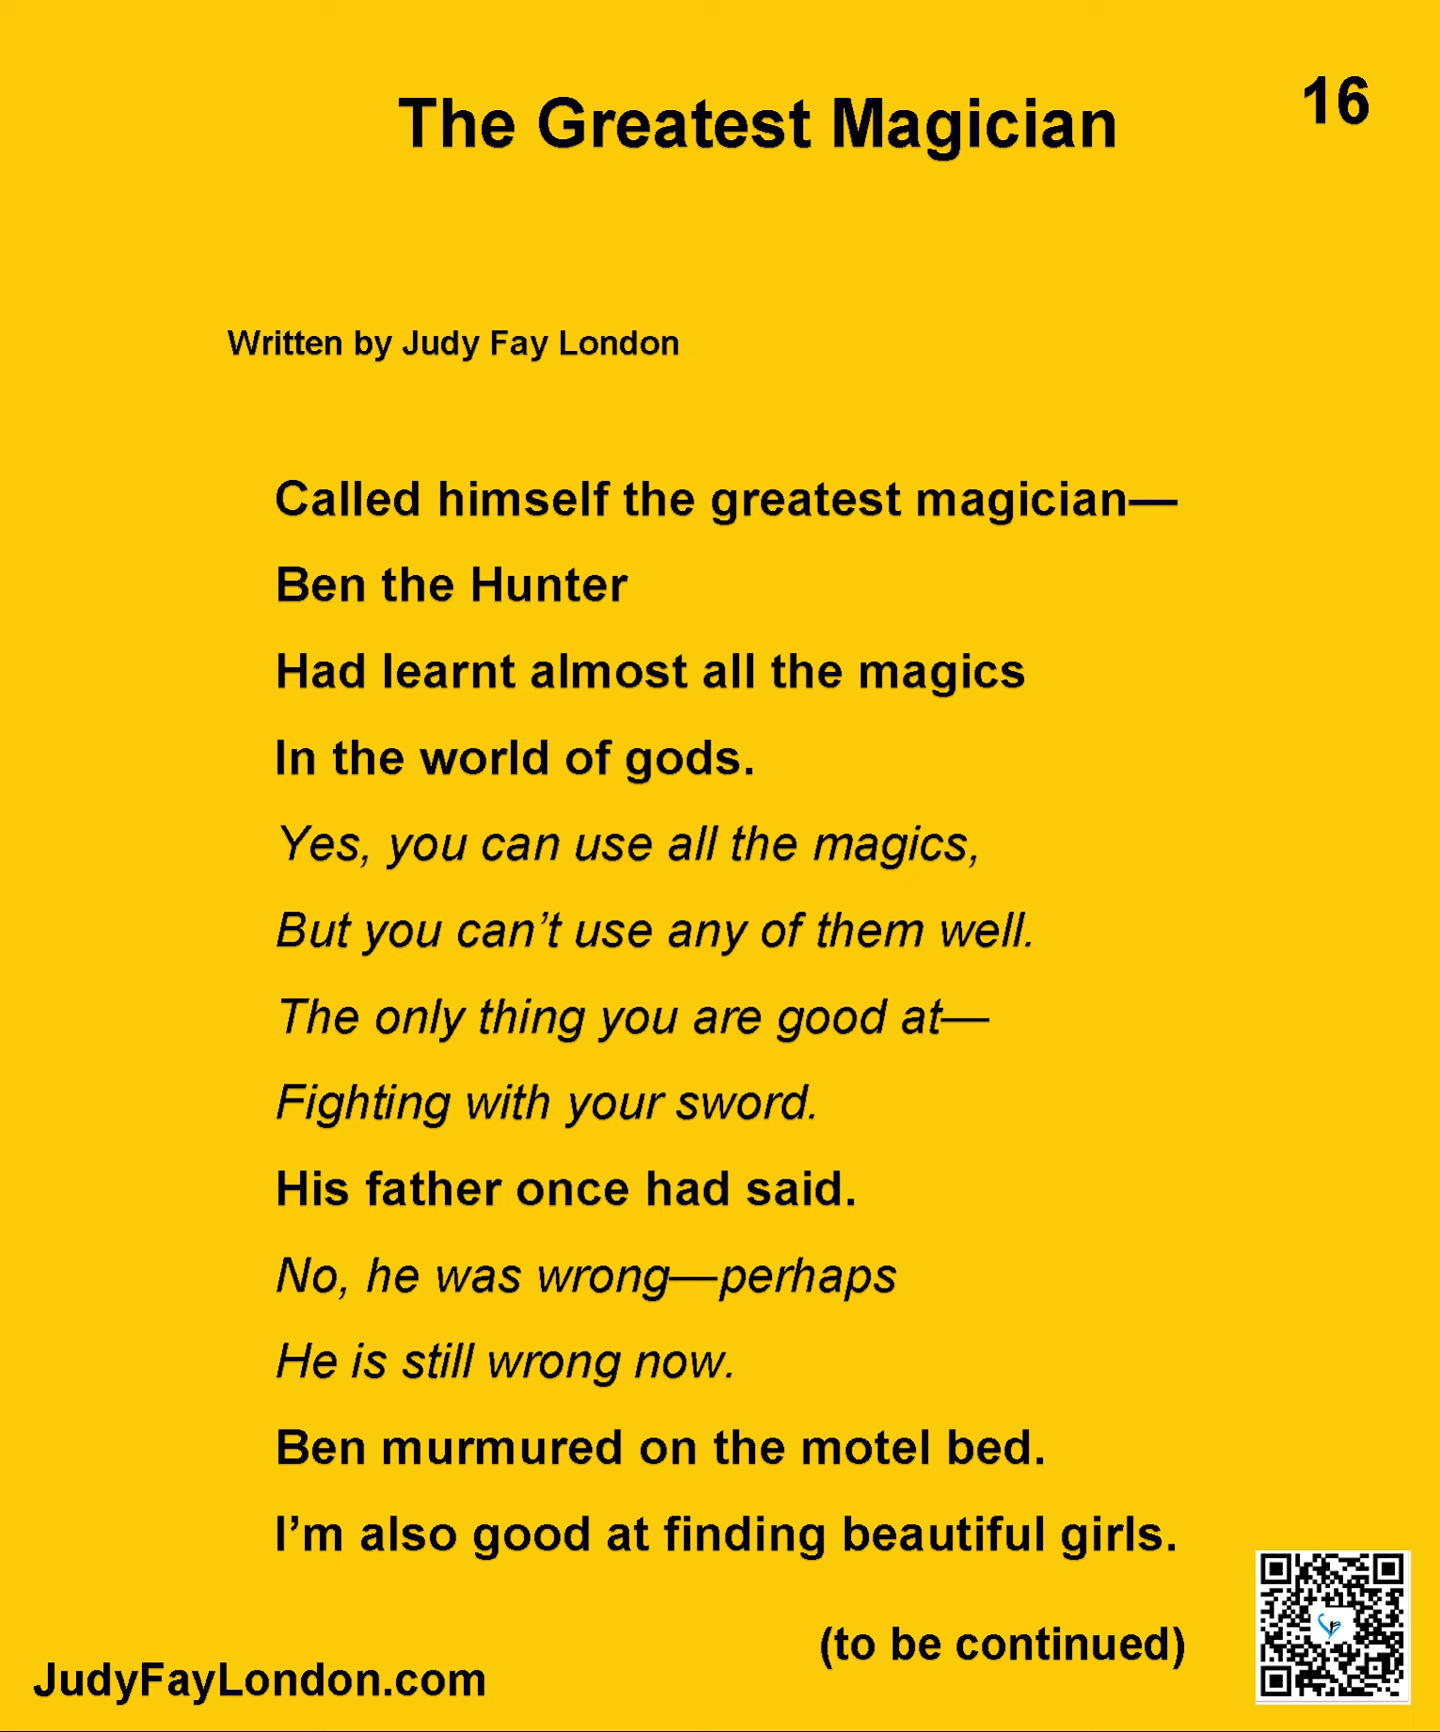 The Greatest Magician
16
Written by Judy Fay London
Called himself the greatest magician—
Ben the Hunter
Had learnt almost all the magics
In the world of gods.
Yes, you can use all the magics,
But you can’t use any of them well.
The only thing you are good at—
Fighting with your sword.
His father once had said.
No, he was wrong—perhaps
He is still wrong now.
Ben murmured on the motel bed.
I’m also good at finding beautiful girls.
(to be continued)
JudyFayLondon.com